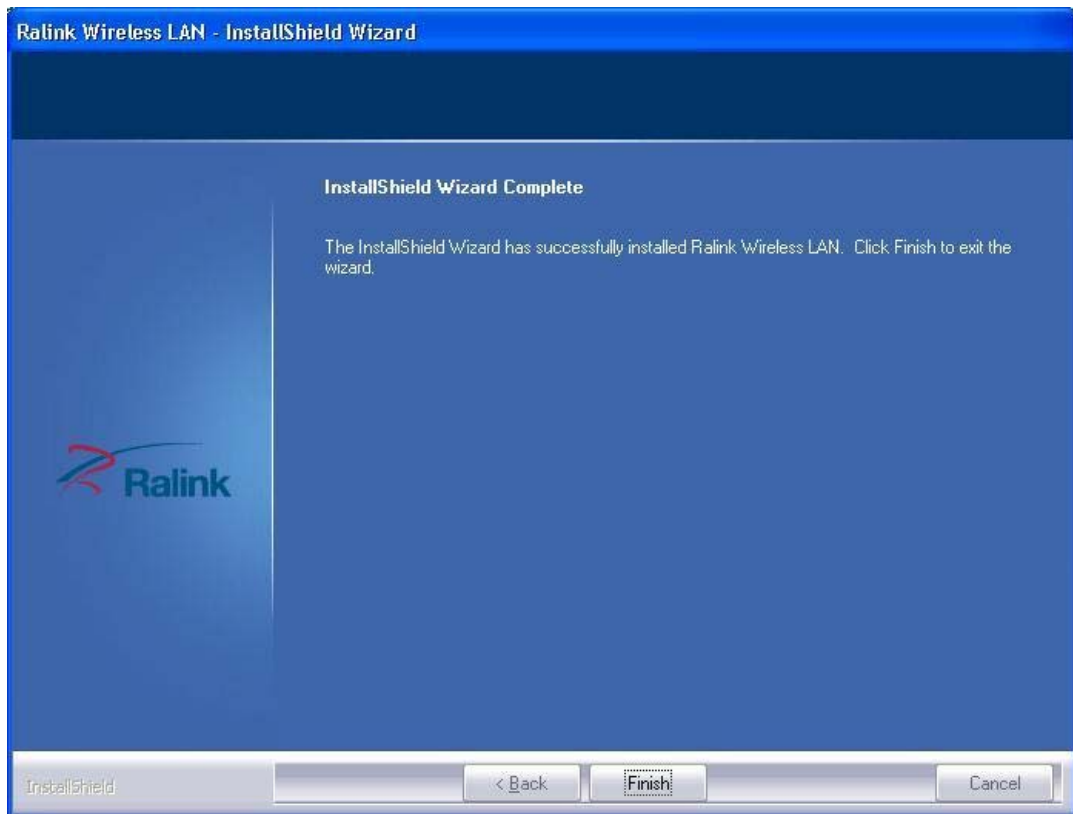 Ralink Wireless LAN - InstallShield Wizard
InstallShield Wizard Complete
The InstallShield Wizard has successfully installed Ralink Wireless LAN.  Click Finish to exit the
wizard.
Ralink
InstallShield
< Back
Finish
Cancel